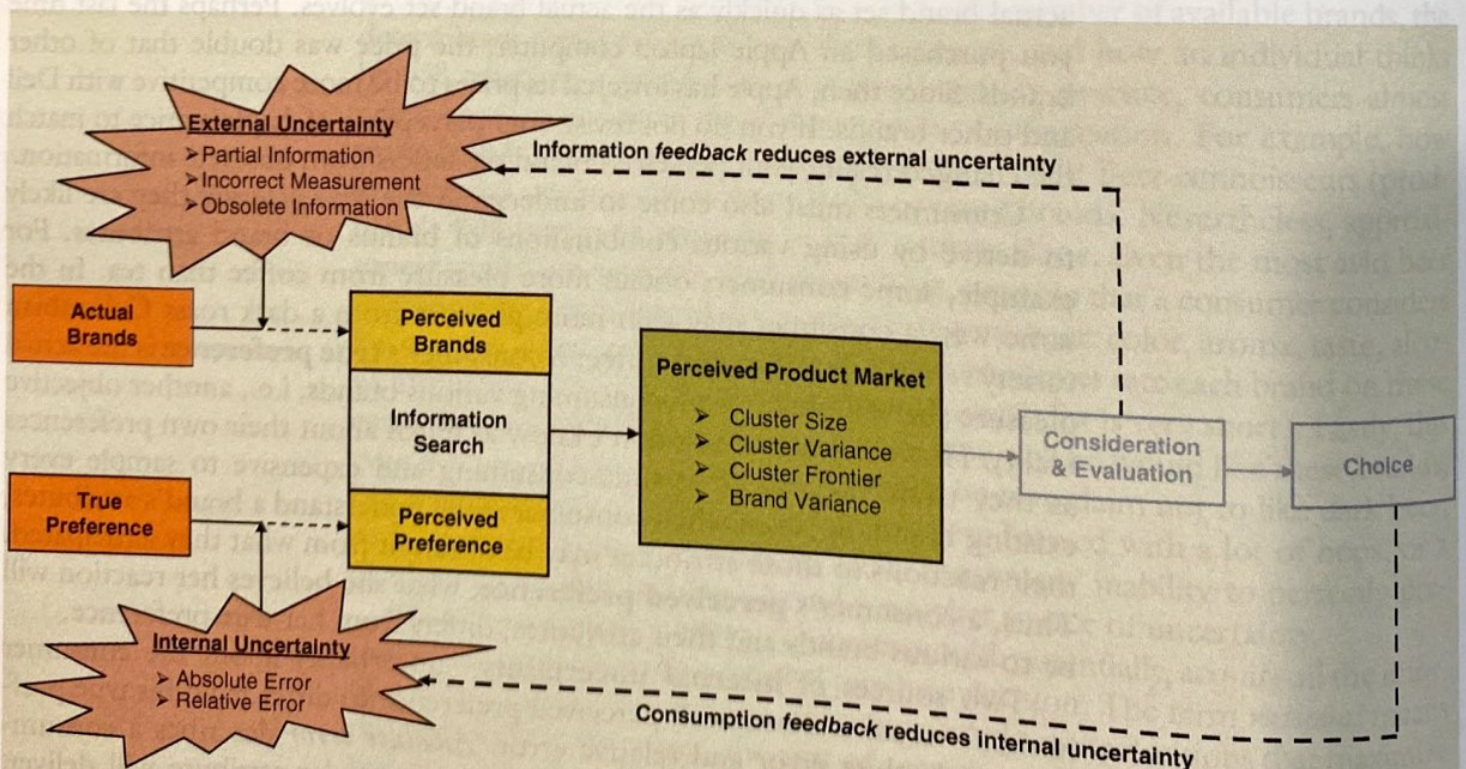 External Uncertainty
➢ Partial Information
➢ Incorrect Measurement
➢ Obsolete Information
Information feedback reduces external uncertainty
Actual
Brands
Perceived
Brands
Information
Search
True
Preference
Perceived
Preference
Perceived Product Market
➢ Cluster Size
➢ Cluster Variance
➢ Cluster Frontier
➢ Brand Variance
Consideration
& Evaluation
Choice
Internal Uncertainty
➢ Absolute Error
➢ Relative Error
Consumption feedback reduces internal uncertainty